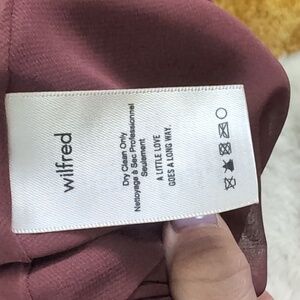 wilfred
Dry Clean Only
Nettoyage à Sec Professionnel
Seulement
A LITTLE LOVE
GOES A LONG WAY.